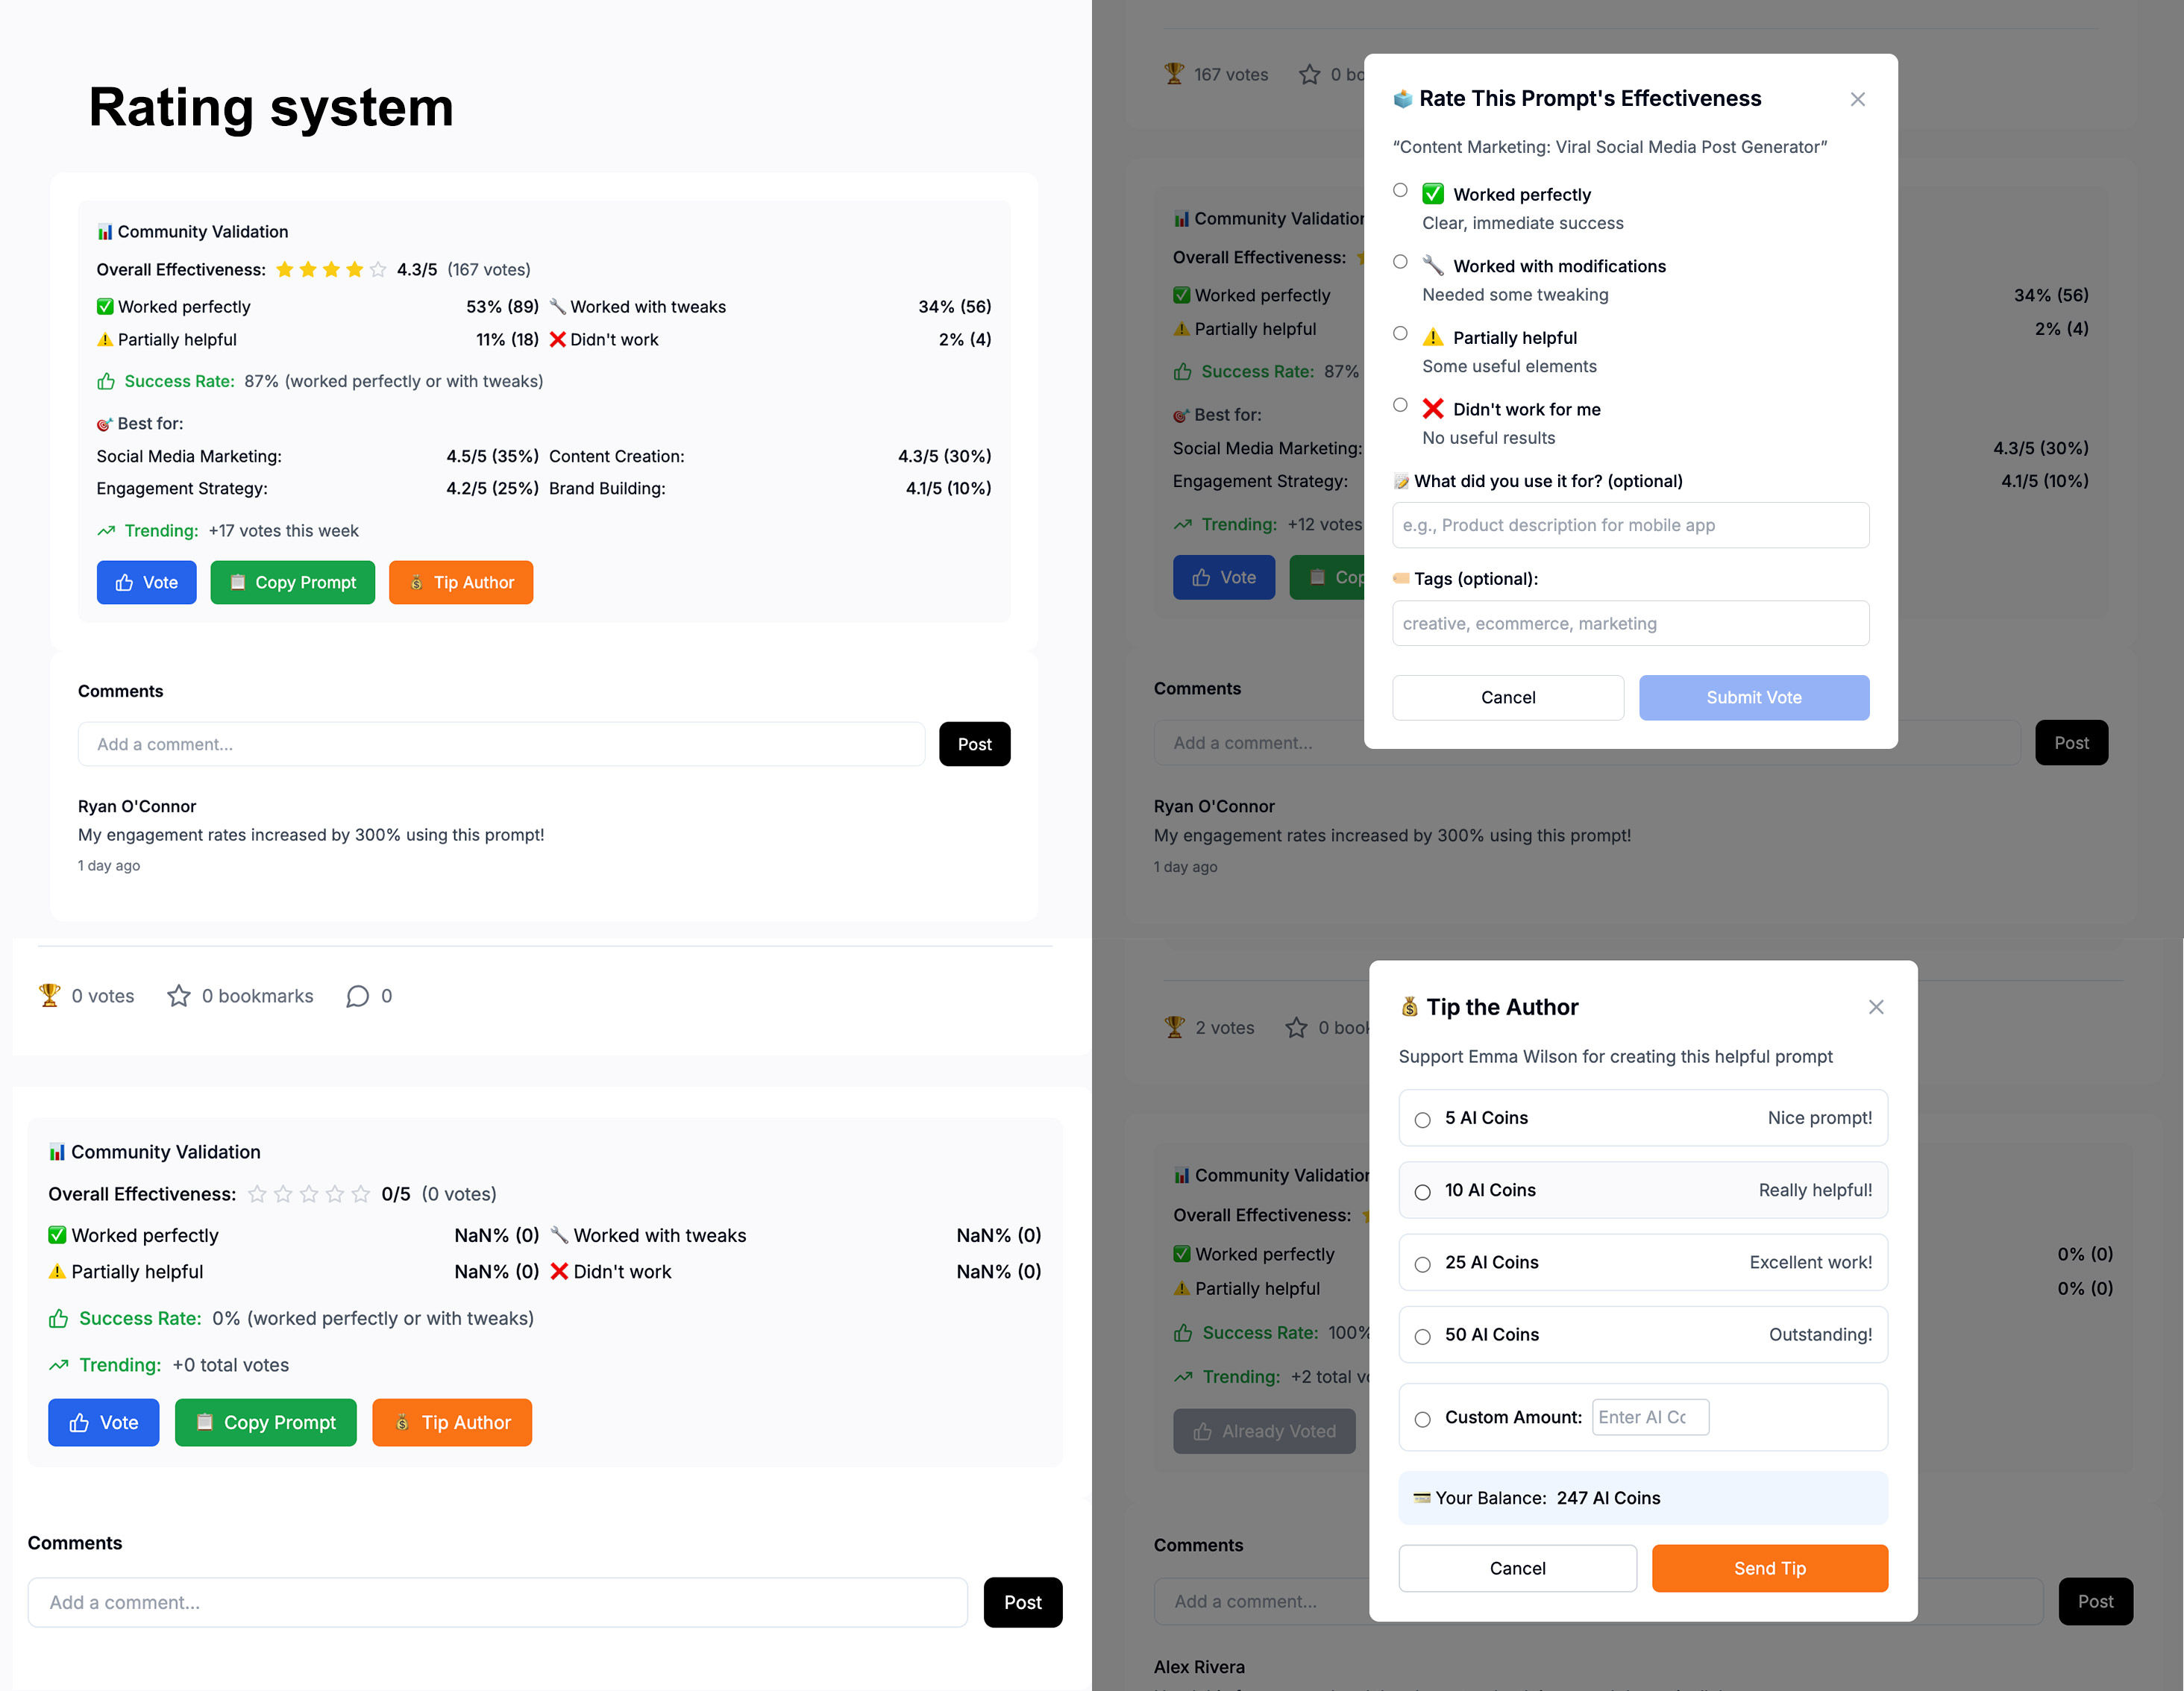 Rating system
📊 Community Validation
Overall Effectiveness: 4.3/5 (167 votes)
✅ Worked perfectly 53% (89) 🔧 Worked with tweaks 34% (56)
⚠️ Partially helpful 11% (18) ❌ Didn't work 2% (4)
Success Rate: 87% (worked perfectly or with tweaks)
🎯 Best for:
Social Media Marketing: 4.5/5 (35%) Content Creation: 4.3/5 (30%)
Engagement Strategy: 4.2/5 (25%) Brand Building: 4.1/5 (10%)
Trending: +17 votes this week
Vote 📋 Copy Prompt 💰 Tip Author
Comments
Add a comment...
Post
Ryan O'Connor
My engagement rates increased by 300% using this prompt!
1 day ago
🏆 167 votes 0
🗳️ Rate This Prompt's Effectiveness
“Content Marketing: Viral Social Media Post Generator”
✅ Worked perfectly
Clear, immediate success
🔧 Worked with modifications
Needed some tweaking
⚠️ Partially helpful
Some useful elements
❌ Didn't work for me
No useful results
📝 What did you use it for? (optional)
e.g., Product description for mobile app
🏷️ Tags (optional):
creative, ecommerce, marketing
Cancel
Submit Vote
📊 Community Validation
Overall Effectiveness:
✅ Worked perfectly 34% (56)
⚠️ Partially helpful 2% (4)
Success Rate: 87%
🎯 Best for:
Social Media Marketing: 4.3/5 (30%)
Engagement Strategy: 4.1/5 (10%)
Trending: +12 votes
Vote
Comments
Add a comment...
Post
Ryan O'Connor
My engagement rates increased by 300% using this prompt!
1 day ago
🏆 0 votes 0 bookmarks 0
📊 Community Validation
Overall Effectiveness: 0/5 (0 votes)
✅ Worked perfectly NaN% (0) 🔧 Worked with tweaks NaN% (0)
⚠️ Partially helpful NaN% (0) ❌ Didn't work NaN% (0)
Success Rate: 0% (worked perfectly or with tweaks)
Trending: +0 total votes
Vote 📋 Copy Prompt 💰 Tip Author
Comments
Add a comment...
Post
🏆 2 votes 0
💰 Tip the Author
Support Emma Wilson for creating this helpful prompt
5 AI Coins Nice prompt!
10 AI Coins Really helpful!
25 AI Coins Excellent work!
50 AI Coins Outstanding!
Custom Amount: Enter AI Cc
💳 Your Balance: 247 AI Coins
Cancel
Send Tip
📊 Community Validation
Overall Effectiveness:
✅ Worked perfectly 0% (0)
⚠️ Partially helpful 0% (0)
Success Rate: 100%
Trending: +2 total
Already Voted
Comments
Add a comment...
Post
Alex Rivera